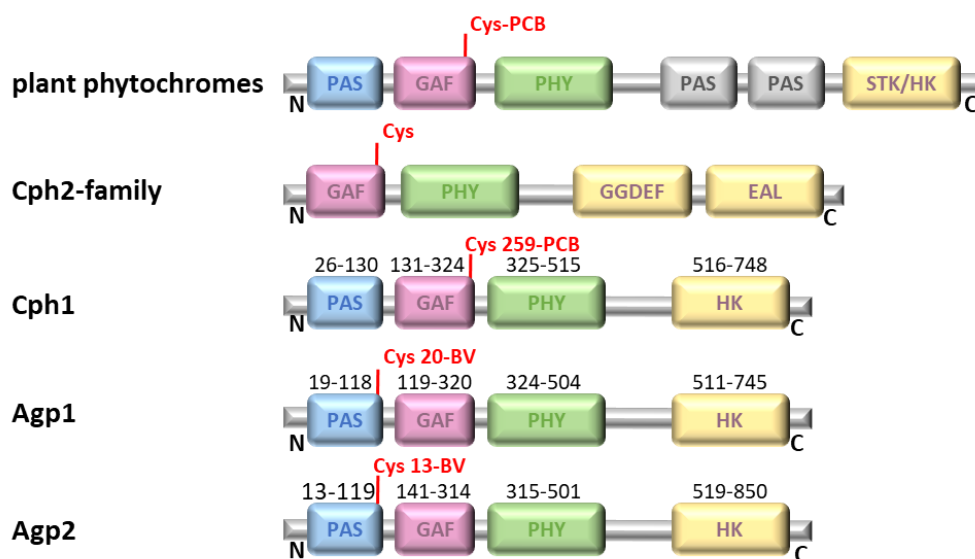 Cys-PCB
plant phytochromes
PAS GAF PHY PAS PAS STK/HK
N C
Cys
Cph2-family
GAF PHY GGDEF EAL
N C
Cys 259-PCB
26-130 131-324 325-515 516-748
Cph1
PAS GAF PHY HK
N C
Cys 20-BV
19-118 119-320 324-504 511-745
Agp1
PAS GAF PHY HK
N C
Cys 13-BV
13-119 141-314 315-501 519-850
Agp2
PAS GAF PHY HK
N C